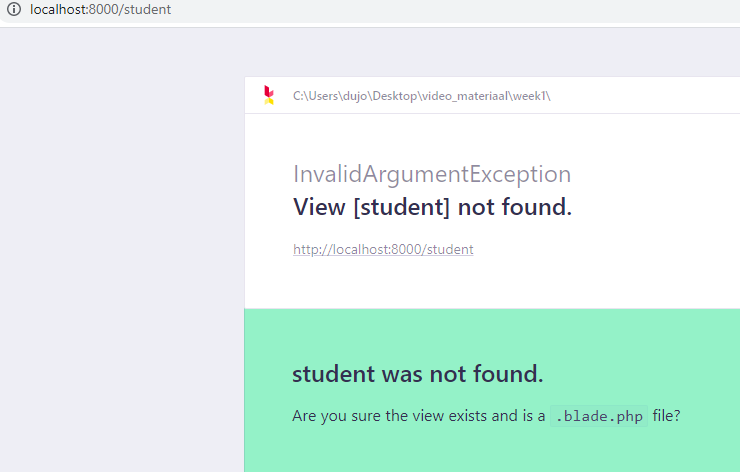 localhost:8000/student
C:\Users\dujo\Desktop\video_materiaal\week1\
InvalidArgumentException
View [student] not found.
http://localhost:8000/student
student was not found.
Are you sure the view exists and is a .blade.php file?